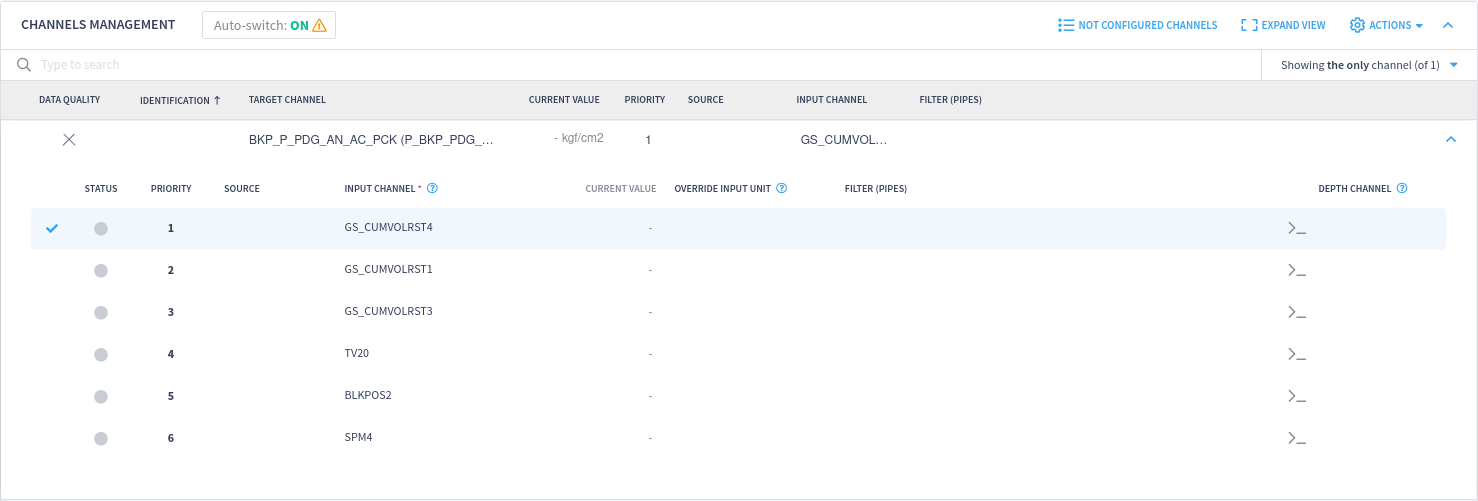 CHANNELS MANAGEMENT Auto-switch: ON NOT CONFIGURED CHANNELS EXPAND VIEW ACTIONS
Type to search Showing the only channel (of 1)
DATA QUALITY IDENTIFICATION ↑ TARGET CHANNEL CURRENT VALUE PRIORITY SOURCE INPUT CHANNEL FILTER (PIPES)
BKP_P_PDG_AN_AC_PCK (P_BKP_PDG_... - kgf/cm2 1 GS_CUMVOL...
STATUS PRIORITY SOURCE INPUT CHANNEL * ? CURRENT VALUE OVERRIDE INPUT UNIT ? FILTER (PIPES) DEPTH CHANNEL ?
1 GS_CUMVOLRST4 - >_
2 GS_CUMVOLRST1 - >_
3 GS_CUMVOLRST3 - >_
4 TV20 - >_
5 BLKPOS2 - >_
6 SPM4 - >_